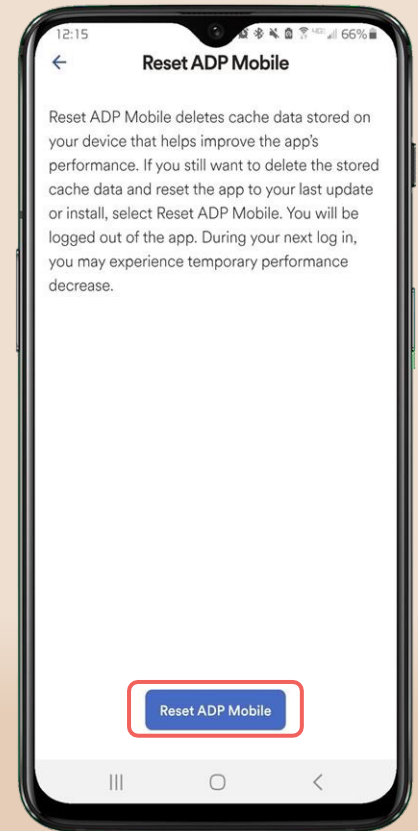 12:15
66%
Reset ADP Mobile
Reset ADP Mobile deletes cache data stored on
your device that helps improve the app's
performance. If you still want to delete the stored
cache data and reset the app to your last update
or install, select Reset ADP Mobile. You will be
logged out of the app. During your next log in,
you may experience temporary performance
decrease.
Reset ADP Mobile